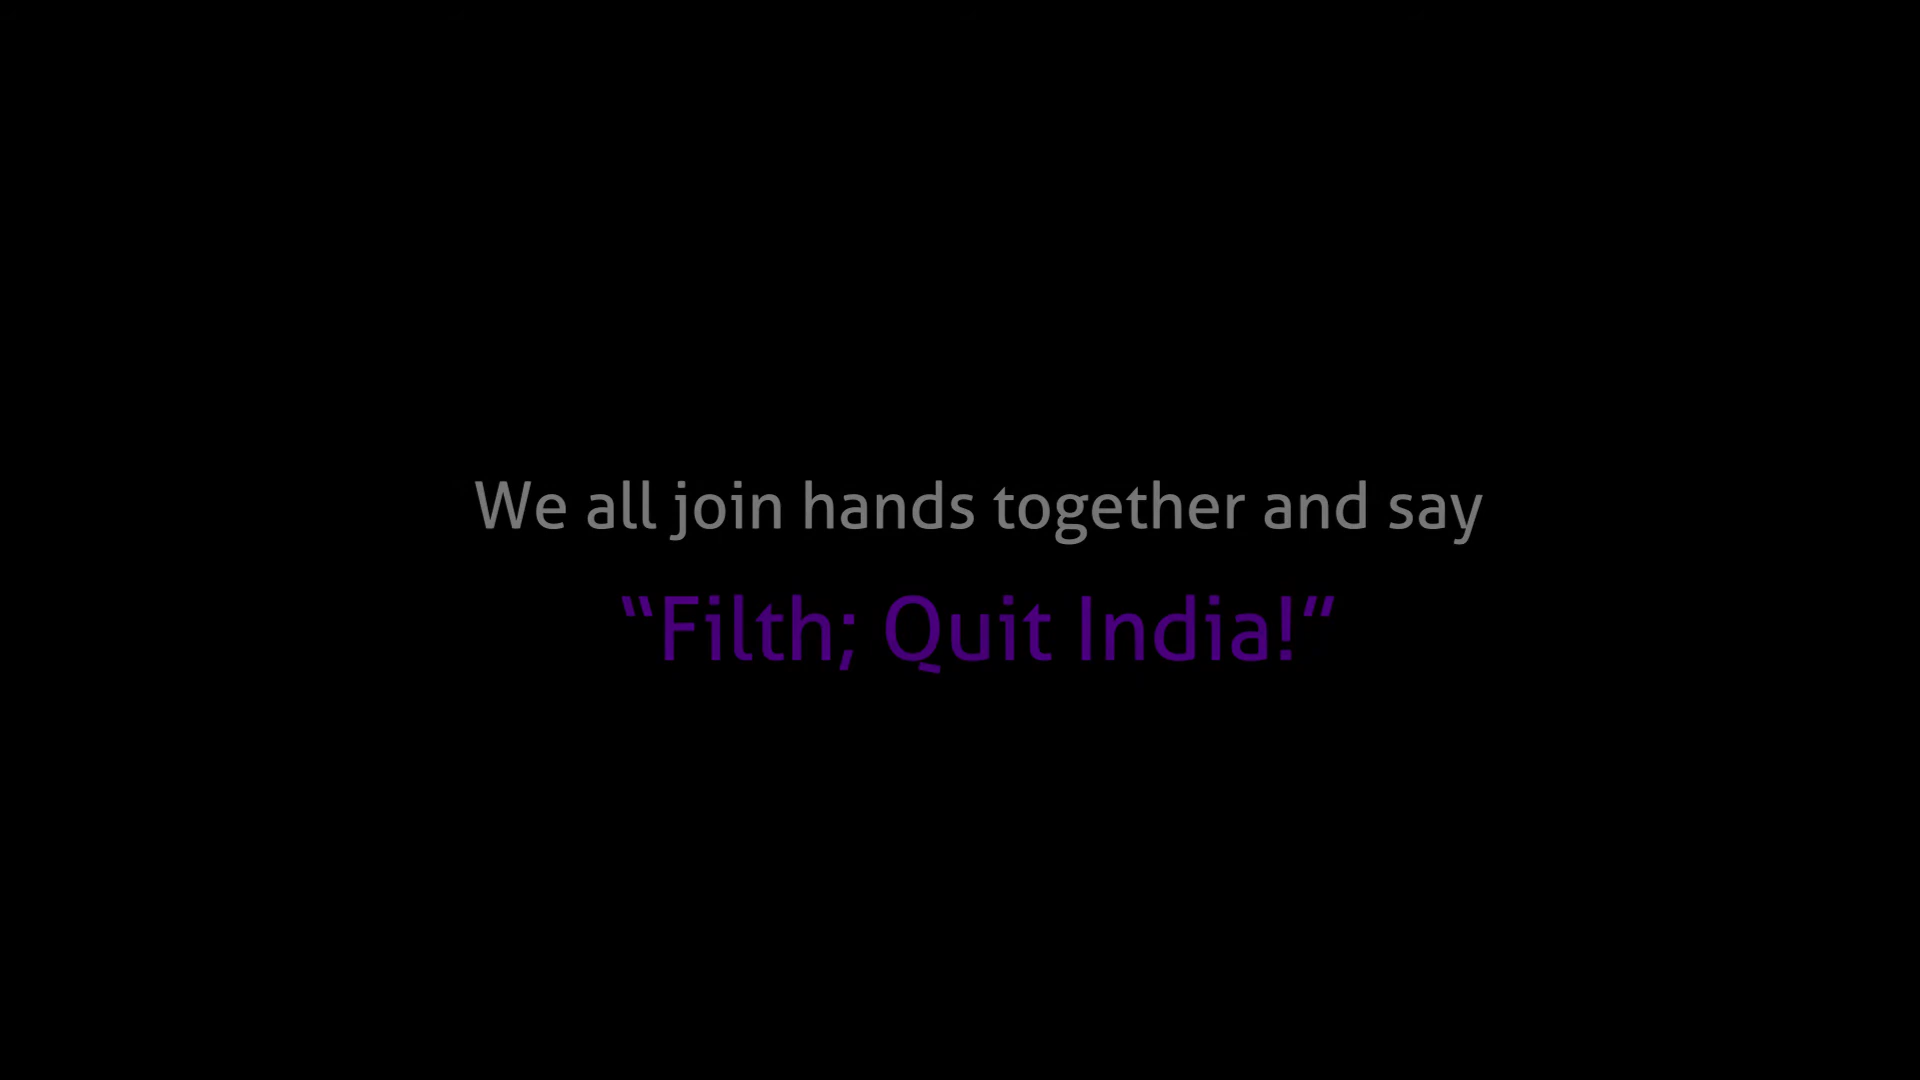 We all join hands together and say
“Filth; Quit India!”